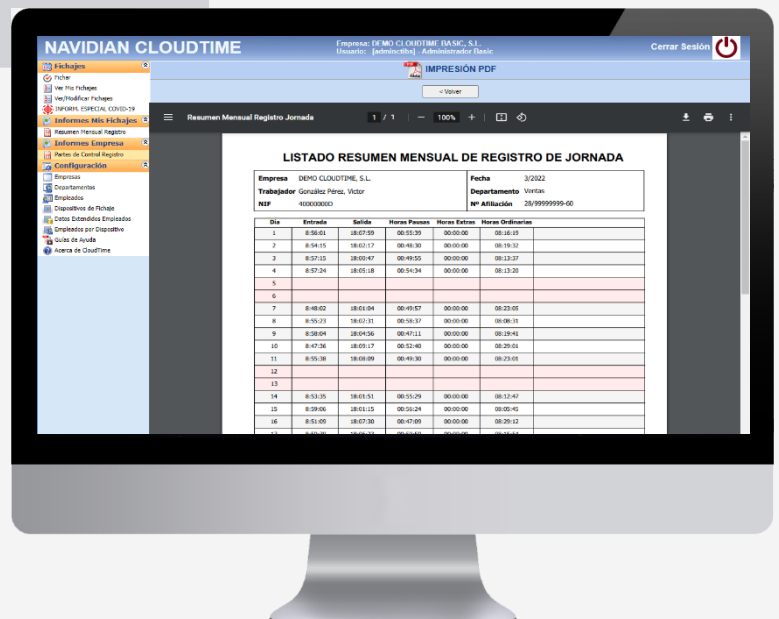 NAVIDIAN CLOUDTIME
Empresa: DEMO CLOUDTIME BASIC, S.L.
Usuario: [adminctlbs] - Administrador Basic
Cerrar Sesión
Fichajes
Fichar
Ver Mis Fichajes
Ver/Modificar Fichajes
INFORM. ESPECIAL COVID-19
Informes Mis Fichajes
Resumen Mensual Registro
Informes Empresa
Partes de Control Registro
Configuración
Empresas
Departamentos
Empleados
Dispositivos de Fichaje
Datos Extendidos Empleados
Empleados por Dispositivo
Guías de Ayuda
Acerca de CloudTime
IMPRESIÓN PDF
< Volver
Resumen Mensual Registro Jornada 1 / 1 — 100% +
LISTADO RESUMEN MENSUAL DE REGISTRO DE JORNADA
Empresa DEMO CLOUDTIME, S.L. Fecha 3/2022
Trabajador González Pérez, Victor Departamento Ventas
NIF 40000000O Nº Afiliación 28/99999999-60
Día Entrada Salida Horas Pausas Horas Extras Horas Ordinarias
1 8:56:01 18:07:59 00:55:39 00:00:00 08:16:19
2 8:54:15 18:02:17 00:48:30 00:00:00 08:19:32
3 8:57:15 18:00:47 00:49:55 00:00:00 08:13:37
4 8:57:24 18:05:18 00:54:34 00:00:00 08:13:20
5
6
7 8:48:02 18:01:04 00:49:57 00:00:00 08:23:05
8 8:55:23 18:02:31 00:58:37 00:00:00 08:08:31
9 8:58:04 18:04:56 00:47:11 00:00:00 08:19:41
10 8:47:36 18:09:17 00:52:40 00:00:00 08:29:01
11 8:55:38 18:08:09 00:49:30 00:00:00 08:23:01
12
13
14 8:53:35 18:01:51 00:55:29 00:00:00 08:12:47
15 8:59:06 18:01:15 00:56:24 00:00:00 08:05:45
16 8:51:09 18:07:30 00:47:09 00:00:00 08:29:12